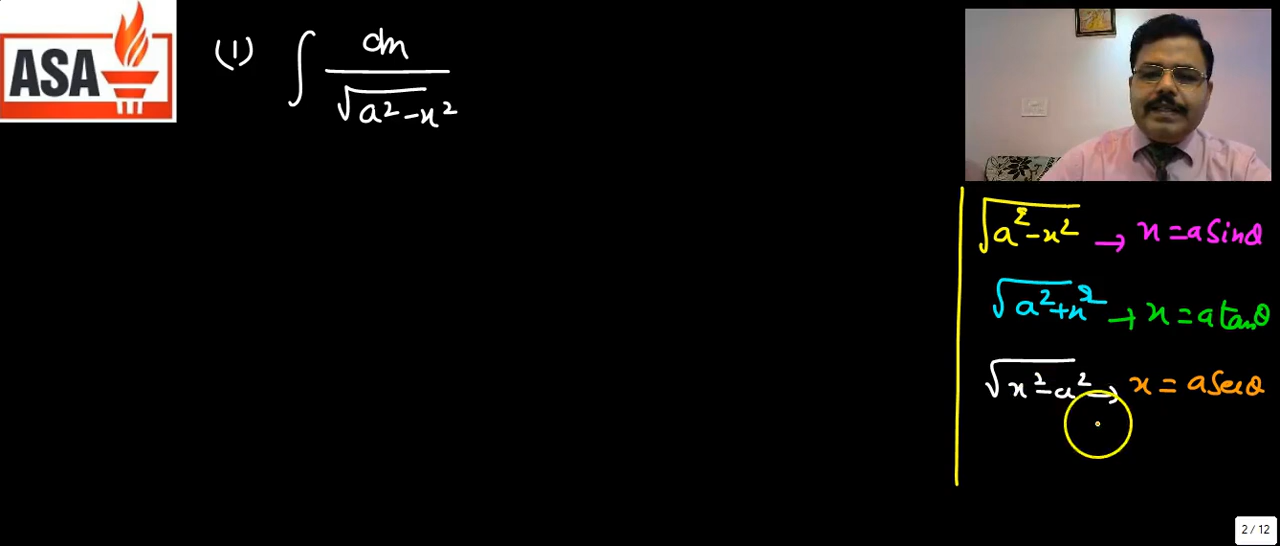 ASA
(1) ∫ dx / √(a² - x²)
√(a² - x²) → x = a sinθ
√(a² + x²) → x = a tanθ
√(x² - a²) → x = a secθ
2 / 12